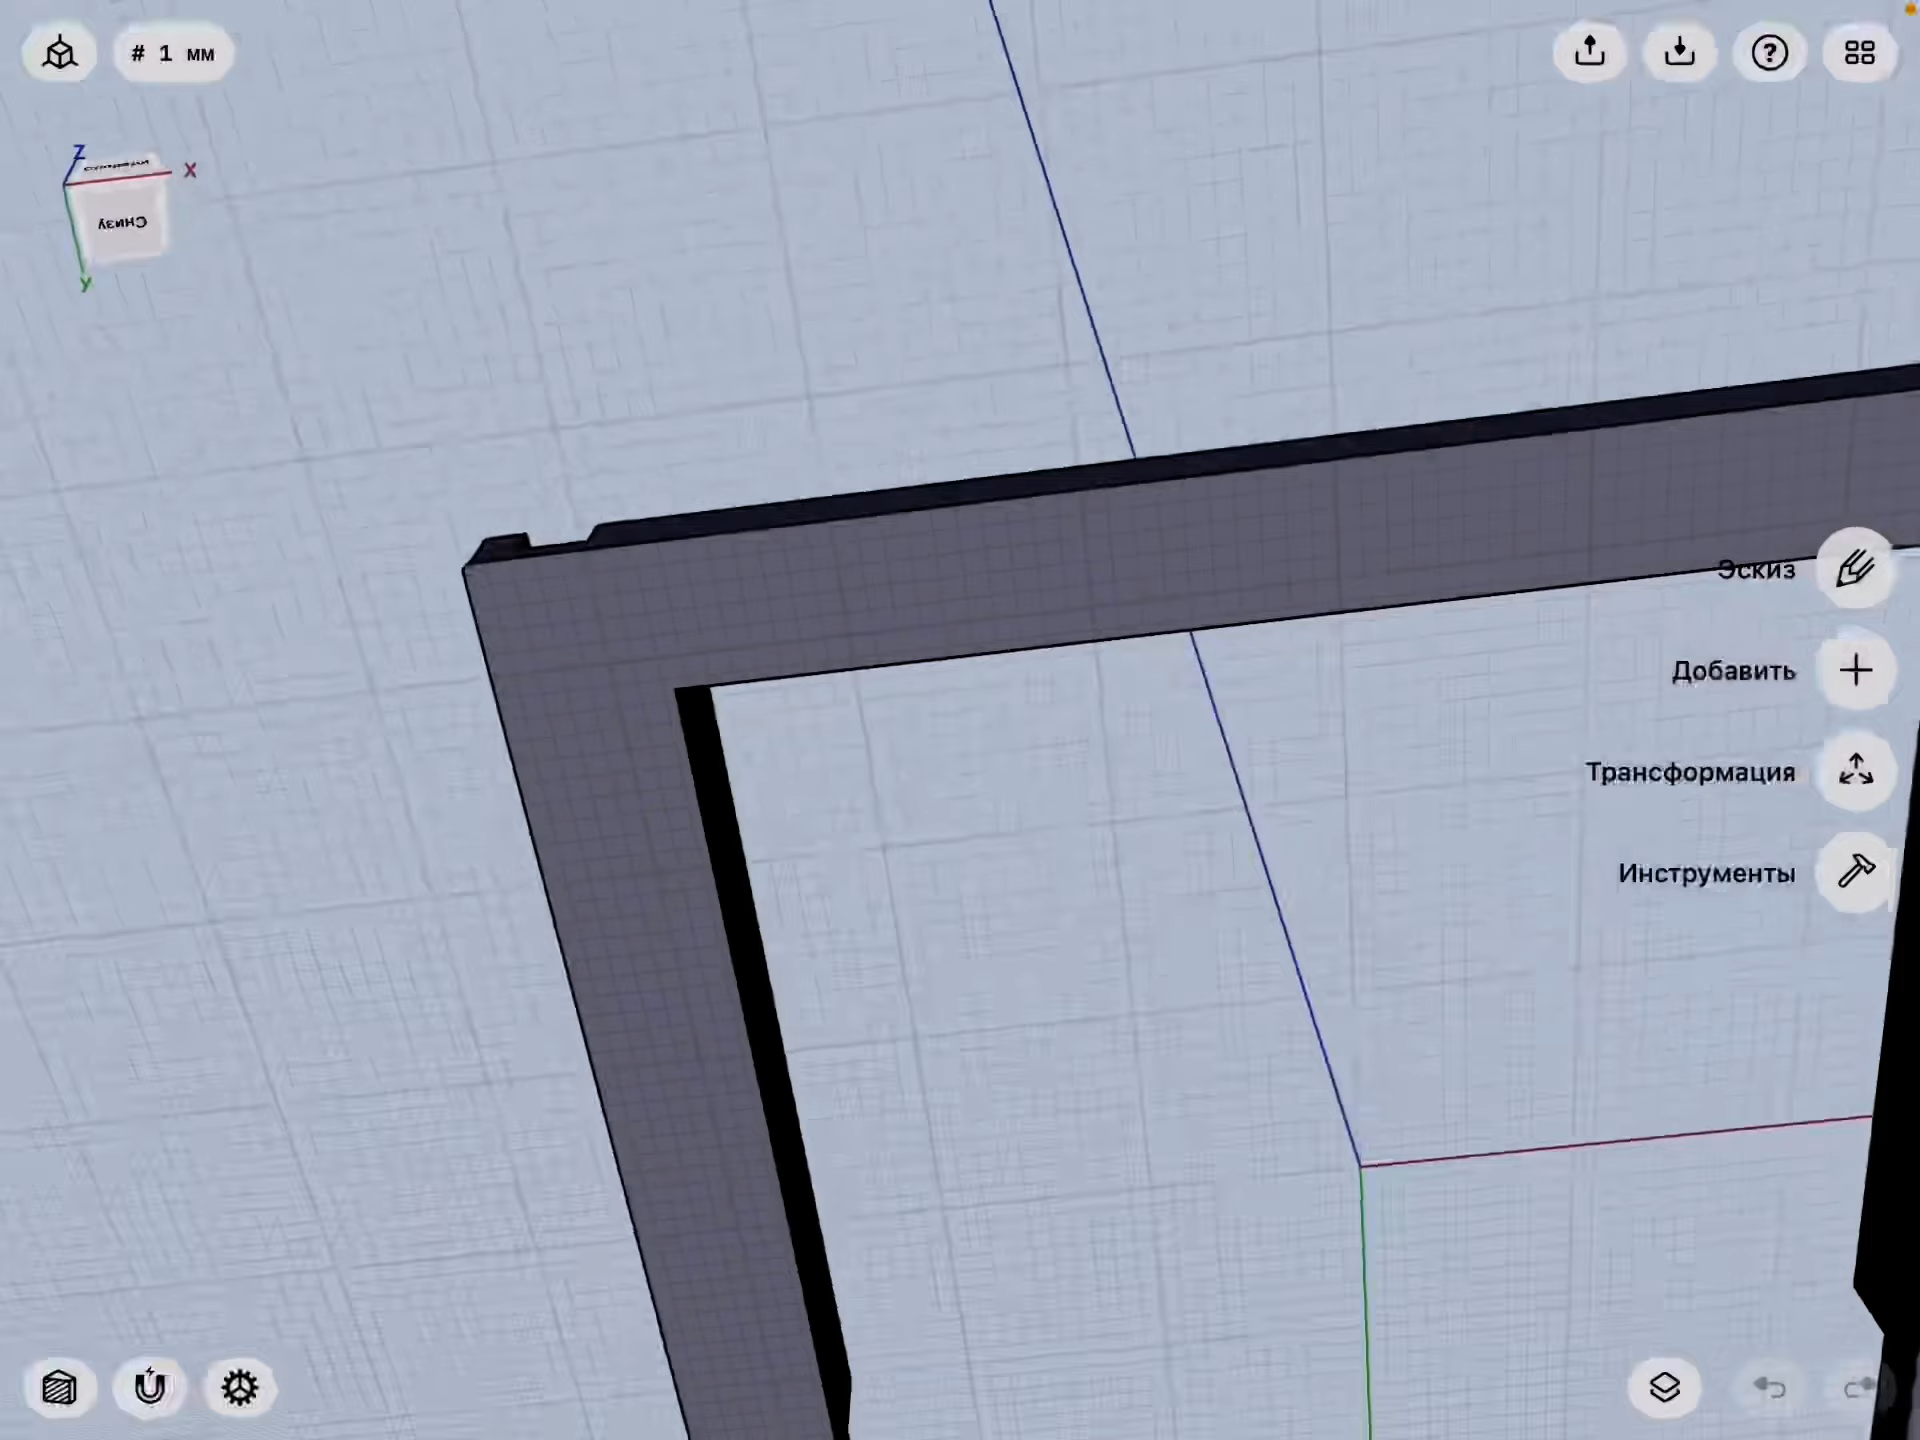 # 1 мм
Z
X
Снизу
Y
Эскиз
Добавить
Трансформация
Инструменты